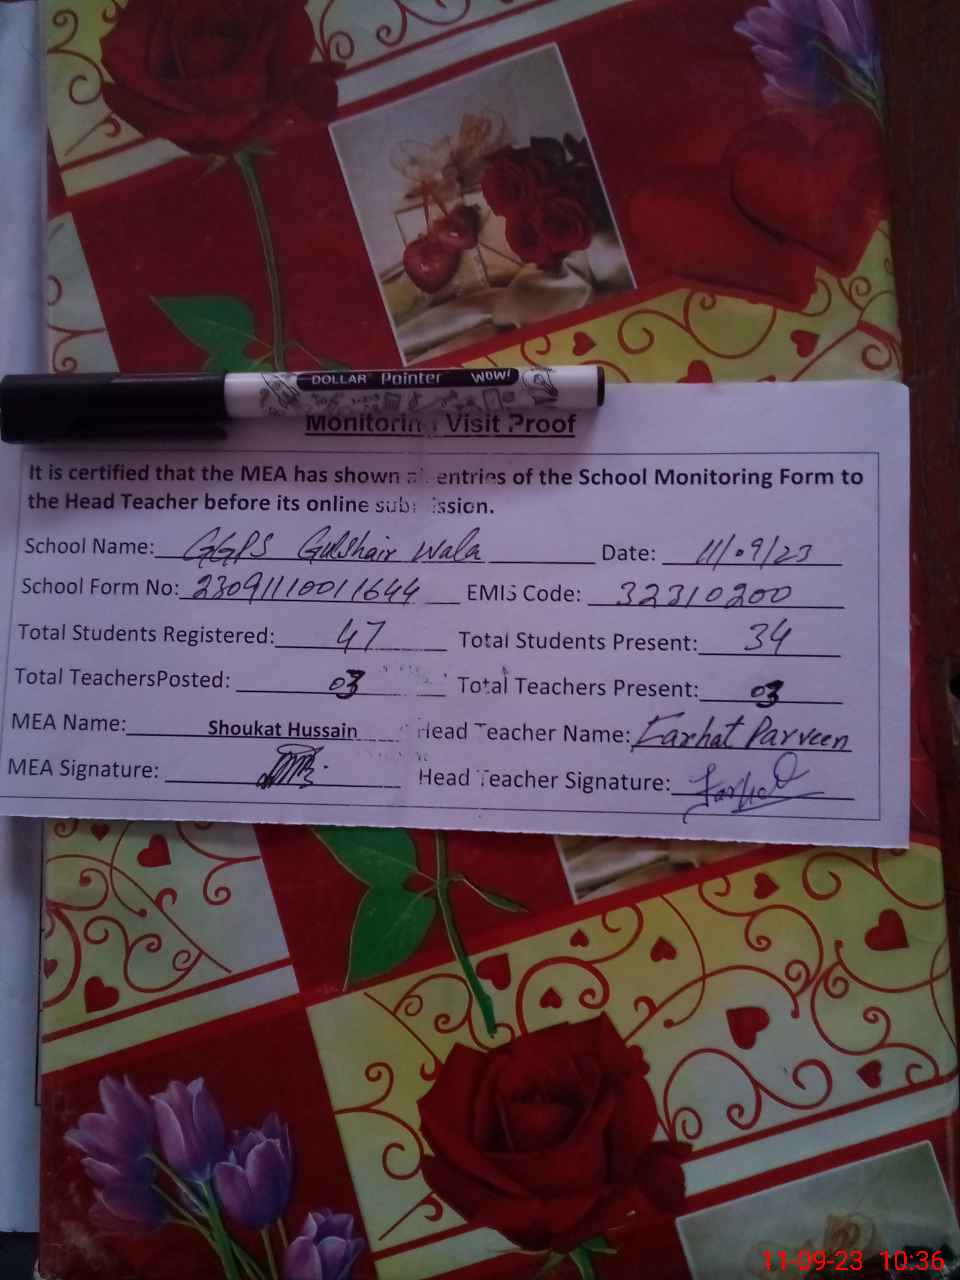 DOLLAR Pointer WOW!
Monitoring Visit Proof
It is certified that the MEA has shown all entries of the School Monitoring Form to
the Head Teacher before its online submission.
School Name: GGPS Gulshair Wala Date: 11/09/23
School Form No: 23091110011644 EMIS Code: 32310200
Total Students Registered: 47 Total Students Present: 34
Total TeachersPosted: 03 Total Teachers Present: 03
MEA Name: Shoukat Hussain Head Teacher Name: Farhat Parveen
MEA Signature: Head Teacher Signature: Farhat
11-09-23 10:36